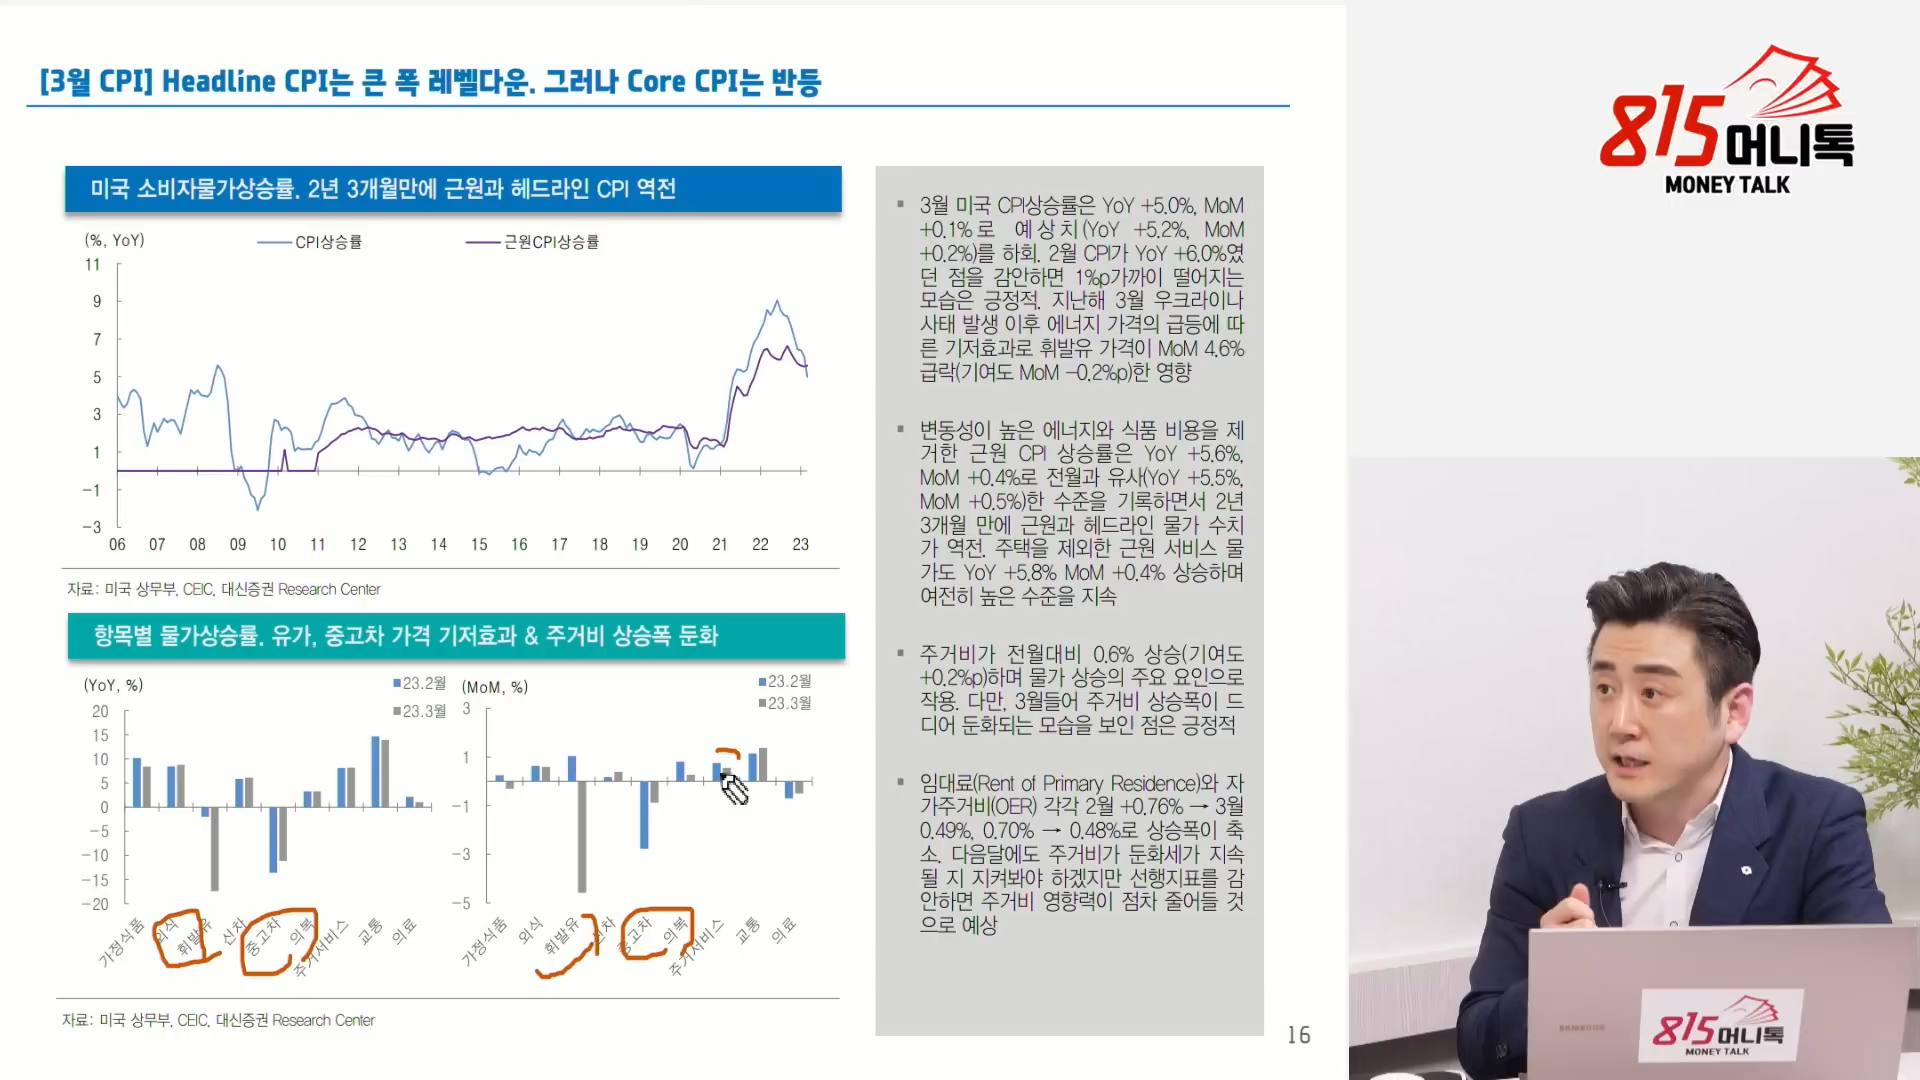 [3월 CPI] Headline CPI는 큰 폭 레벨다운. 그러나 Core CPI는 반등
815머니톡
MONEY TALK
미국 소비자물가상승률. 2년 3개월만에 근원과 헤드라인 CPI 역전
(%, YoY)
CPI상승률
근원CPI상승률
11
9
7
5
3
1
−1
−3
06 07 08 09 10 11 12 13 14 15 16 17 18 19 20 21 22 23
자료: 미국 상무부, CEIC, 대신증권 Research Center
항목별 물가상승률. 유가, 중고차 가격 기저효과 & 주거비 상승폭 둔화
(YoY, %)
23.2월
23.3월
20
15
10
5
0
−5
−10
−15
−20
가정식품 외식 휘발유 신차 중고차 의복 주거서비스 교통 의료
(MoM, %)
23.2월
23.3월
3
1
−1
−3
−5
가정식품 외식 휘발유 신차 중고차 의복 주거서비스 교통 의료
자료: 미국 상무부, CEIC, 대신증권 Research Center
▪ 3월 미국 CPI상승률은 YoY +5.0%, MoM
+0.1%로 예상치(YoY +5.2%, MoM
+0.2%)를 하회. 2월 CPI가 YoY +6.0%였
던 점을 감안하면 1%p가까이 떨어지는
모습은 긍정적. 지난해 3월 우크라이나
사태 발생 이후 에너지 가격의 급등에 따
른 기저효과로 휘발유 가격이 MoM 4.6%
급락(기여도 MoM −0.2%p)한 영향
▪ 변동성이 높은 에너지와 식품 비용을 제
거한 근원 CPI 상승률은 YoY +5.6%,
MoM +0.4%로 전월과 유사(YoY +5.5%,
MoM +0.5%)한 수준을 기록하면서 2년
3개월 만에 근원과 헤드라인 물가 수치
가 역전. 주택을 제외한 근원 서비스 물
가도 YoY +5.8% MoM +0.4% 상승하며
여전히 높은 수준을 지속
▪ 주거비가 전월대비 0.6% 상승(기여도
+0.2%p)하며 물가 상승의 주요 요인으로
작용. 다만, 3월들어 주거비 상승폭이 드
디어 둔화되는 모습을 보인 점은 긍정적
▪ 임대료(Rent of Primary Residence)와 자
가주거비(OER) 각각 2월 +0.76% → 3월
0.49%, 0.70% → 0.48%로 상승폭이 축
소. 다음달에도 주거비가 둔화세가 지속
될 지 지켜봐야 하겠지만 선행지표를 감
안하면 주거비 영향력이 점차 줄어들 것
으로 예상
16
SAMSUNG
815머니톡
MONEY TALK